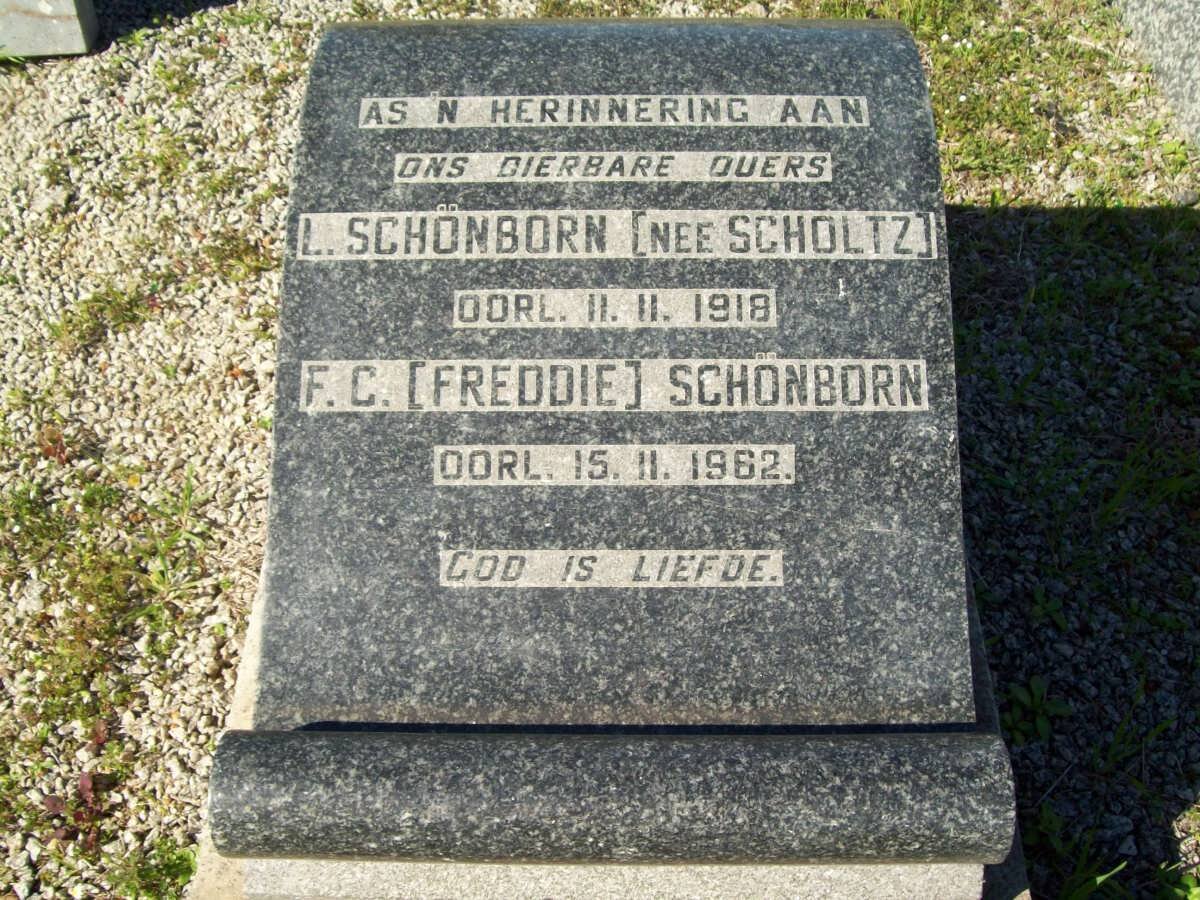 AS 'N HERINNERING AAN
ONS DIERBARE OUERS
L. SCHÖNBORN [NEE SCHOLTZ]
OORL. 11. 11. 1918
F. C. [FREDDIE] SCHÖNBORN
OORL. 15. 11. 1962.
GOD IS LIEFDE.